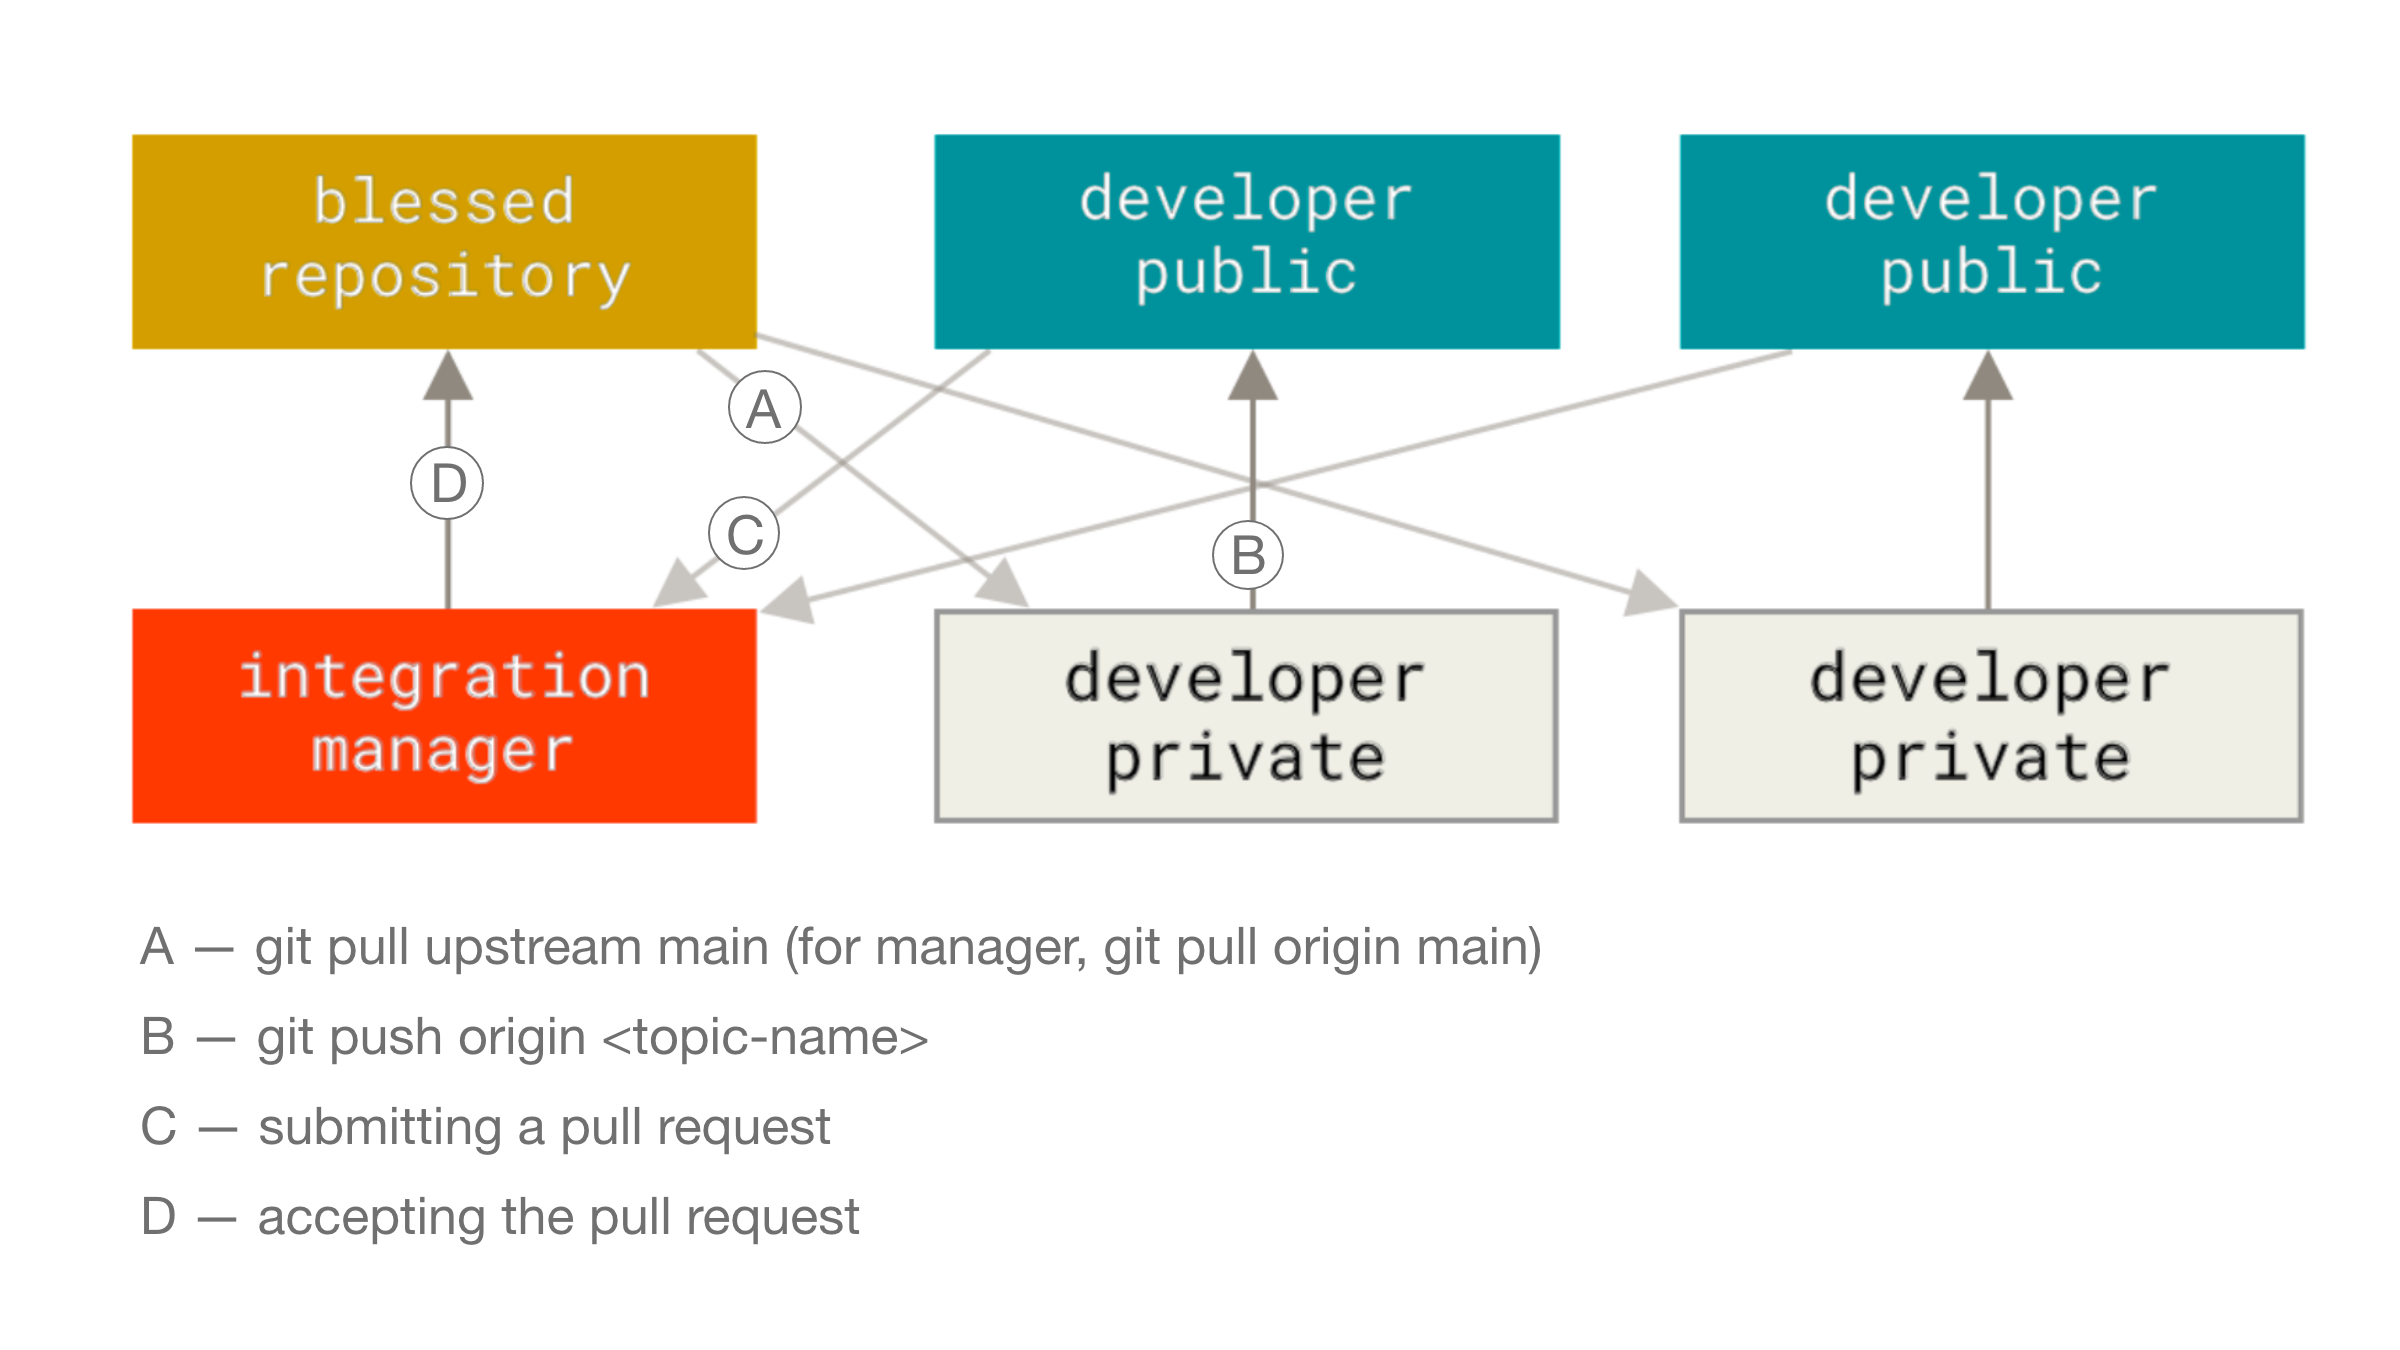 blessed
repository
developer
public
developer
public
A
D
C
B
integration
manager
developer
private
developer
private
A — git pull upstream main (for manager, git pull origin main)
B — git push origin <topic-name>
C — submitting a pull request
D — accepting the pull request